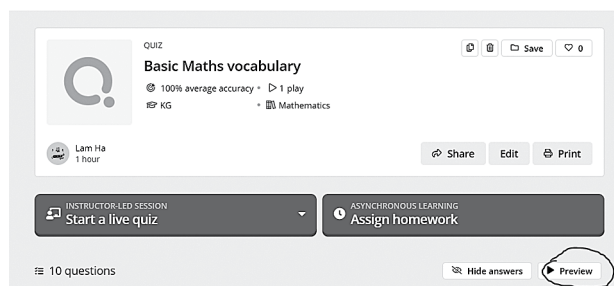 QUIZ
Save
0
Basic Maths vocabulary
100% average accuracy • 1 play
KG • Mathematics
Lam Ha
1 hour
Share Edit Print
INSTRUCTOR-LED SESSION
Start a live quiz
ASYNCHRONOUS LEARNING
Assign homework
10 questions
Hide answers
Preview